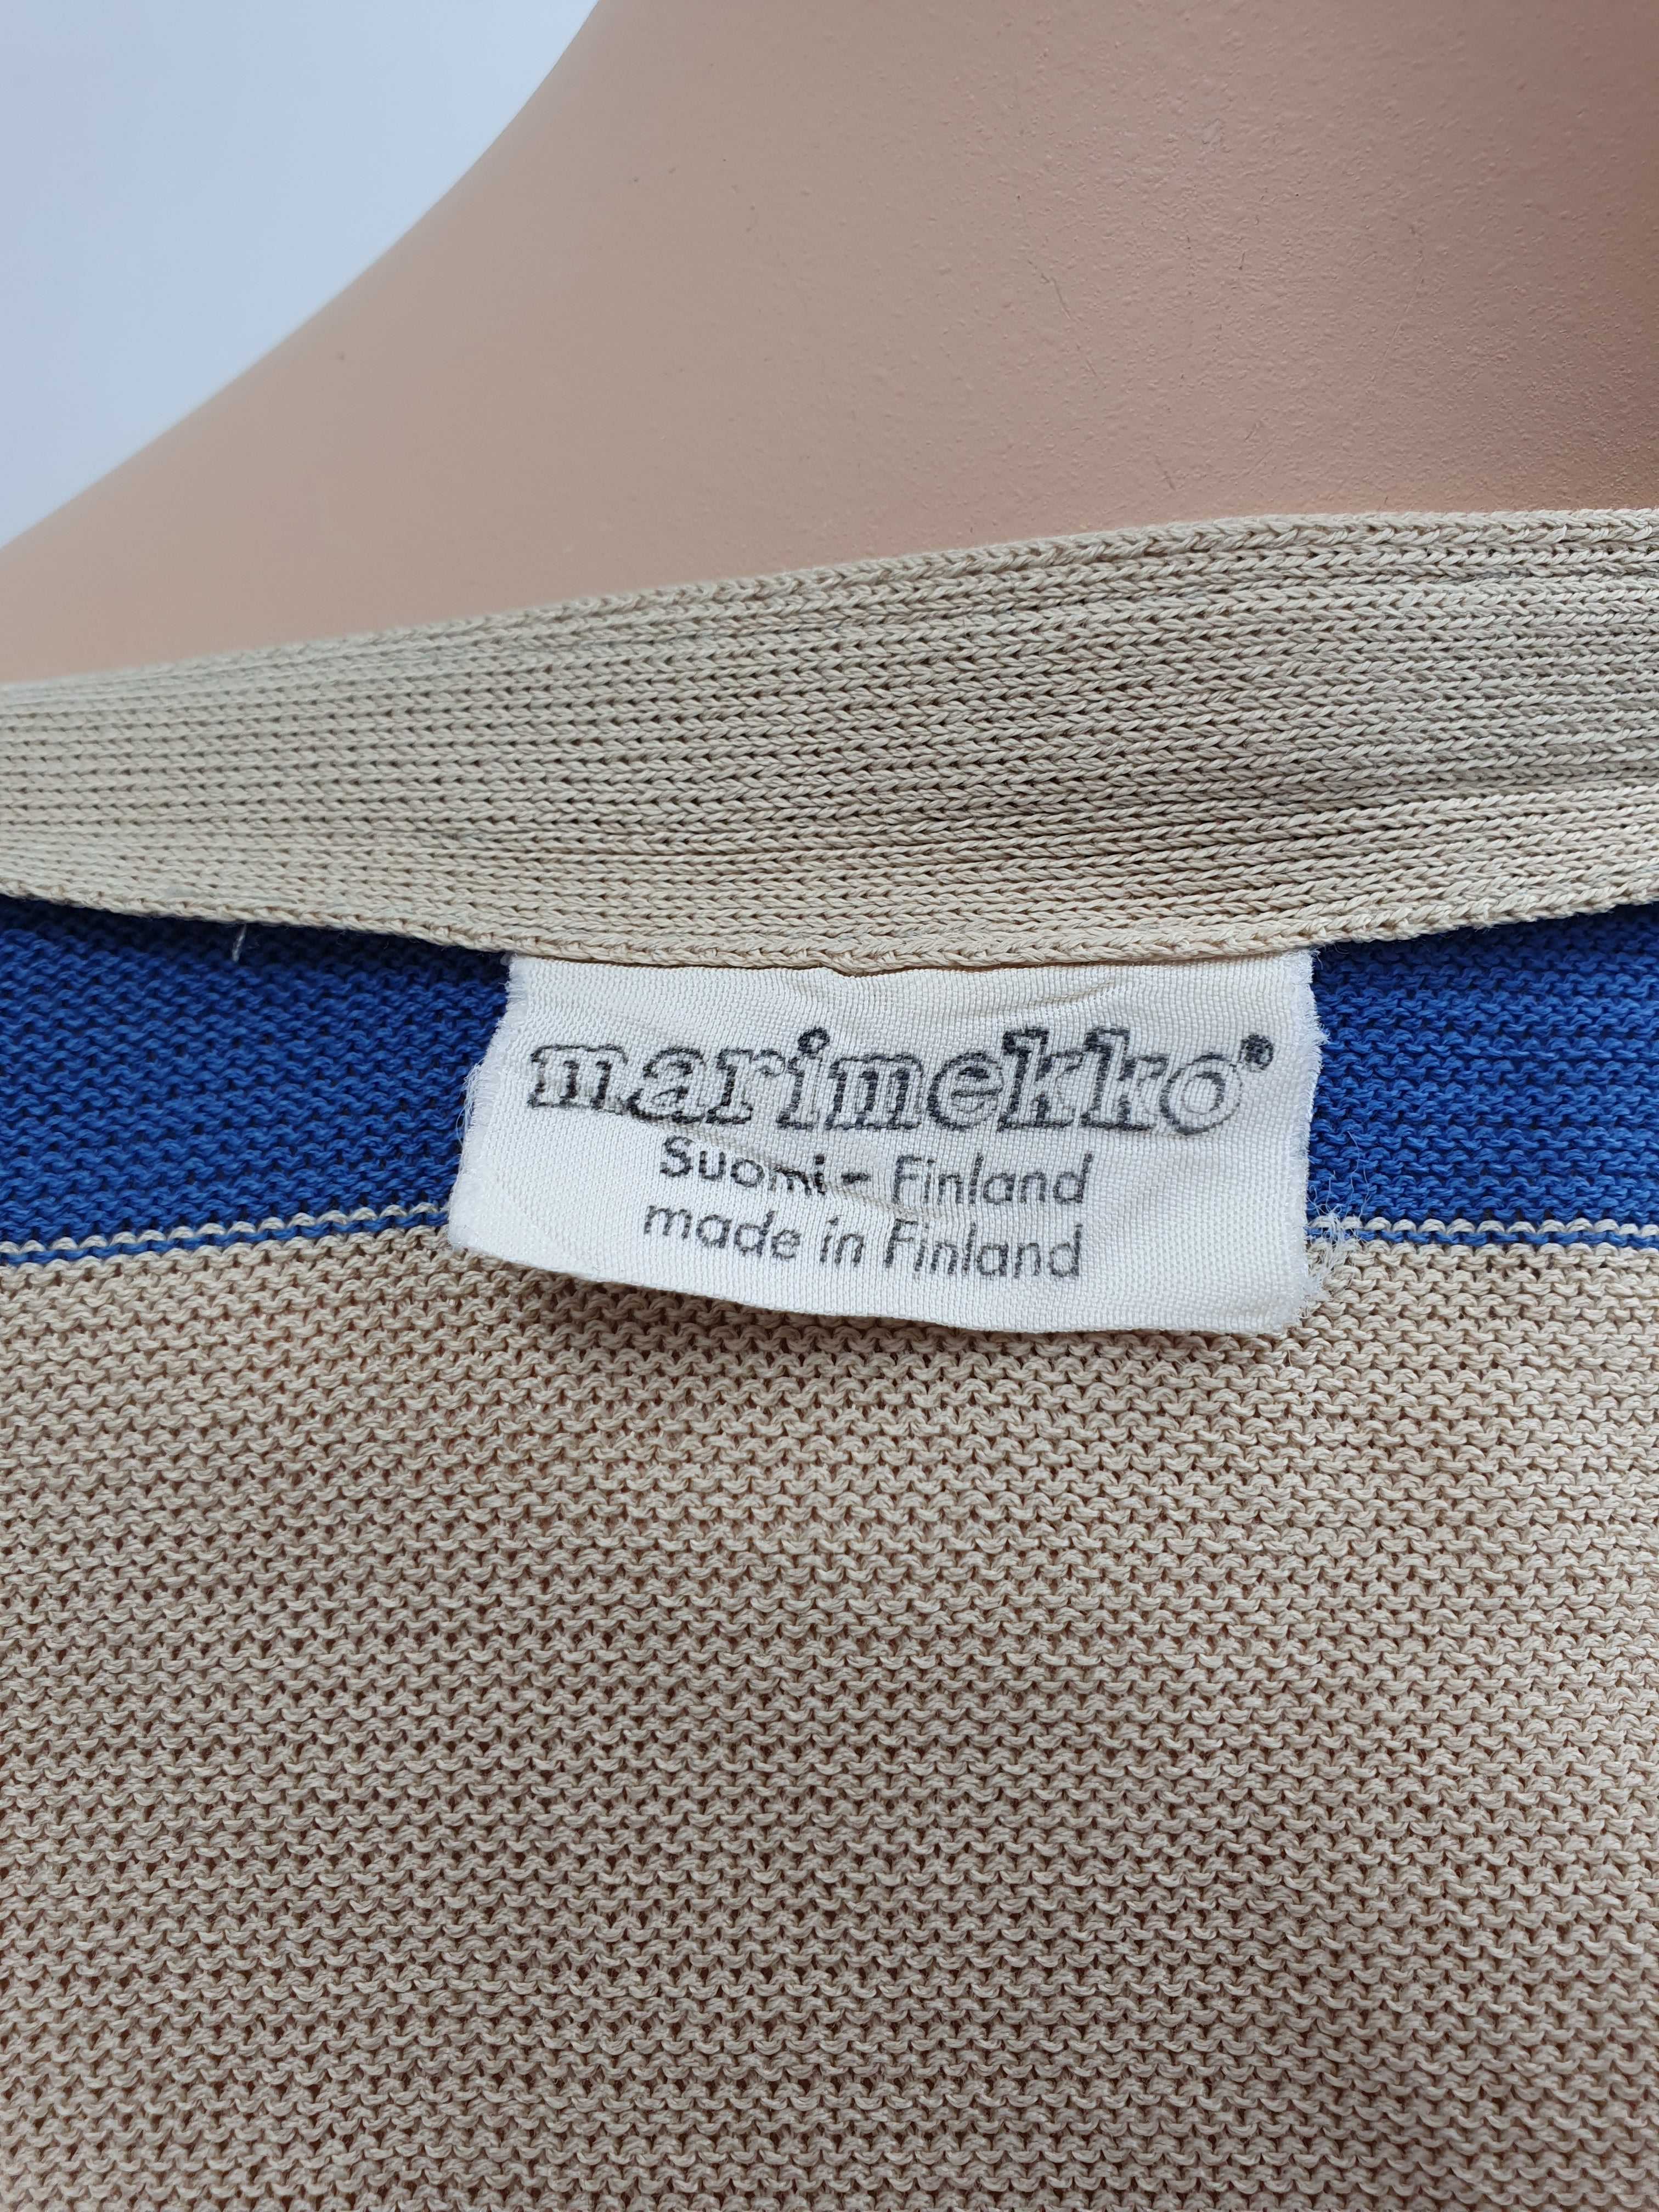 marimekko®
Suomi - Finland
made in Finland